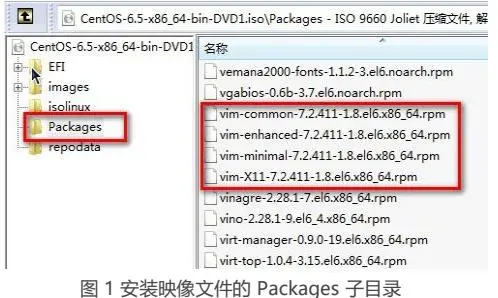 CentOS-6.5-x86_64-bin-DVD1.iso\Packages - ISO 9660 Joliet 压缩文件, 解
CentOS-6.5-x86_64-bin-DVD1
EFI
images
isolinux
Packages
repodata
名称
vemana2000-fonts-1.1.2-3.el6.noarch.rpm
vgabios-0.6b-3.7.el6.noarch.rpm
vim-common-7.2.411-1.8.el6.x86_64.rpm
vim-enhanced-7.2.411-1.8.el6.x86_64.rpm
vim-minimal-7.2.411-1.8.el6.x86_64.rpm
vim-X11-7.2.411-1.8.el6.x86_64.rpm
vinagre-2.28.1-7.el6.x86_64.rpm
vino-2.28.1-9.el6_4.x86_64.rpm
virt-manager-0.9.0-19.el6.x86_64.rpm
virt-top-1.0.4-3.15.el6.x86_64.rpm
图 1 安装映像文件的 Packages 子目录